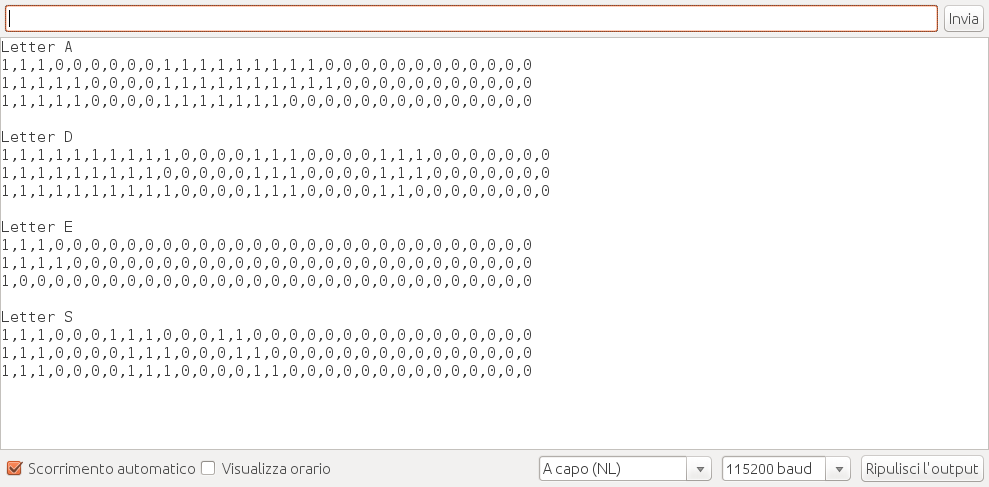 Invia
Letter A
1,1,1,0,0,0,0,0,0,1,1,1,1,1,1,1,1,1,0,0,0,0,0,0,0,0,0,0,0,0
1,1,1,1,1,0,0,0,0,1,1,1,1,1,1,1,1,1,1,0,0,0,0,0,0,0,0,0,0,0
1,1,1,1,1,0,0,0,0,1,1,1,1,1,1,1,0,0,0,0,0,0,0,0,0,0,0,0,0,0
Letter D
1,1,1,1,1,1,1,1,1,1,0,0,0,0,1,1,1,0,0,0,0,1,1,1,0,0,0,0,0,0,0
1,1,1,1,1,1,1,1,1,0,0,0,0,0,1,1,1,0,0,0,0,1,1,1,0,0,0,0,0,0,0
1,1,1,1,1,1,1,1,1,1,0,0,0,0,1,1,1,0,0,0,0,1,1,0,0,0,0,0,0,0,0
Letter E
1,1,1,0,0,0,0,0,0,0,0,0,0,0,0,0,0,0,0,0,0,0,0,0,0,0,0,0,0,0
1,1,1,1,0,0,0,0,0,0,0,0,0,0,0,0,0,0,0,0,0,0,0,0,0,0,0,0,0,0
1,0,0,0,0,0,0,0,0,0,0,0,0,0,0,0,0,0,0,0,0,0,0,0,0,0,0,0,0,0
Letter S
1,1,1,0,0,0,1,1,1,0,0,0,1,1,0,0,0,0,0,0,0,0,0,0,0,0,0,0,0,0
1,1,1,0,0,0,0,1,1,1,0,0,0,1,1,0,0,0,0,0,0,0,0,0,0,0,0,0,0,0
1,1,1,0,0,0,0,1,1,1,0,0,0,0,1,1,0,0,0,0,0,0,0,0,0,0,0,0,0,0
Scorrimento automatico Visualizza orario A capo (NL) 115200 baud Ripulisci l'output